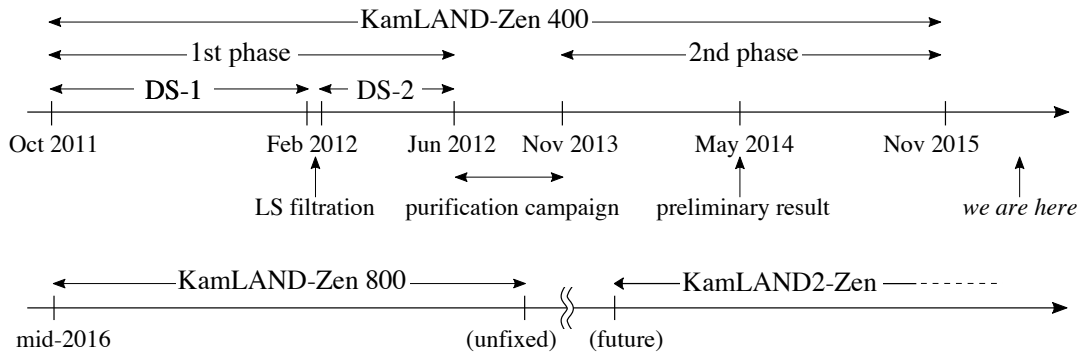 KamLAND-Zen 400
1st phase 2nd phase
DS-1 DS-2
Oct 2011 Feb 2012 Jun 2012 Nov 2013 May 2014 Nov 2015
LS filtration purification campaign preliminary result we are here
KamLAND-Zen 800 KamLAND2-Zen
mid-2016 (unfixed) (future)